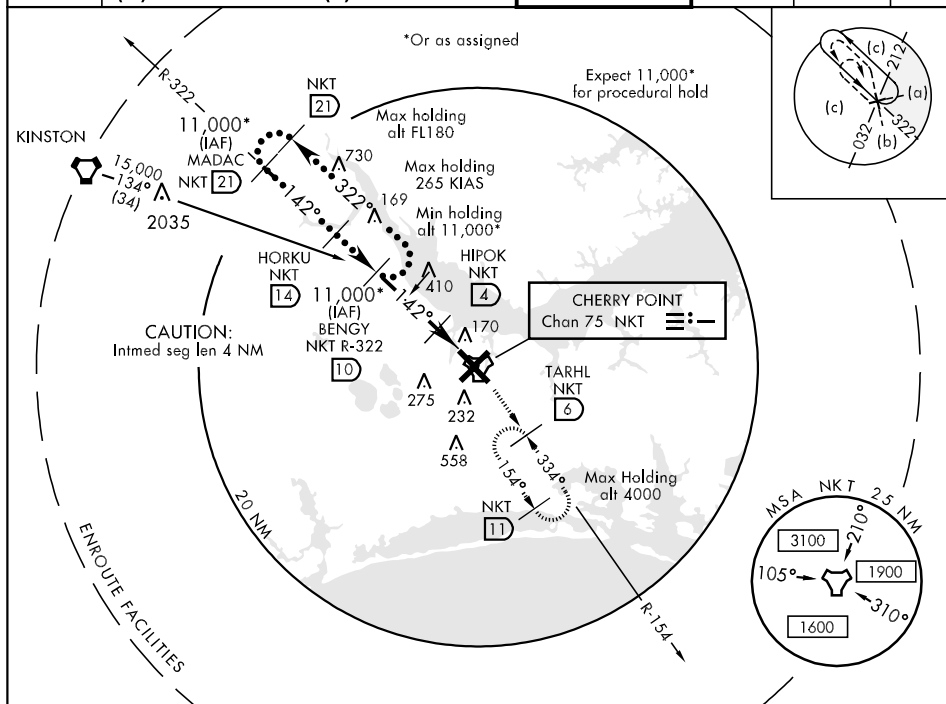 *Or as assigned
Expect 11,000*
for procedural hold
R-322
NKT
21
11,000*
(IAF)
MADAC
NKT 21
Max holding
alt FL180
KINSTON
15,000
134°
(34)
2035
730
322°
169
142°
Max holding
265 KIAS
Min holding
alt 11,000*
HORKU
NKT
14
11,000*
(IAF)
BENGY
NKT R-322
10
410
142°
HIPOK
NKT
4
170
CHERRY POINT
Chan 75 NKT
CAUTION:
Intmed seg len 4 NM
275
232
558
TARHL
NKT
6
154°
334°
Max Holding
alt 4000
NKT
11
R-154
20 NM
ENROUTE FACILITIES
(c)
212
(a)
(c)
322
032
(b)
MSA NKT 25 NM
210°
3100
105°
1900
310°
1600